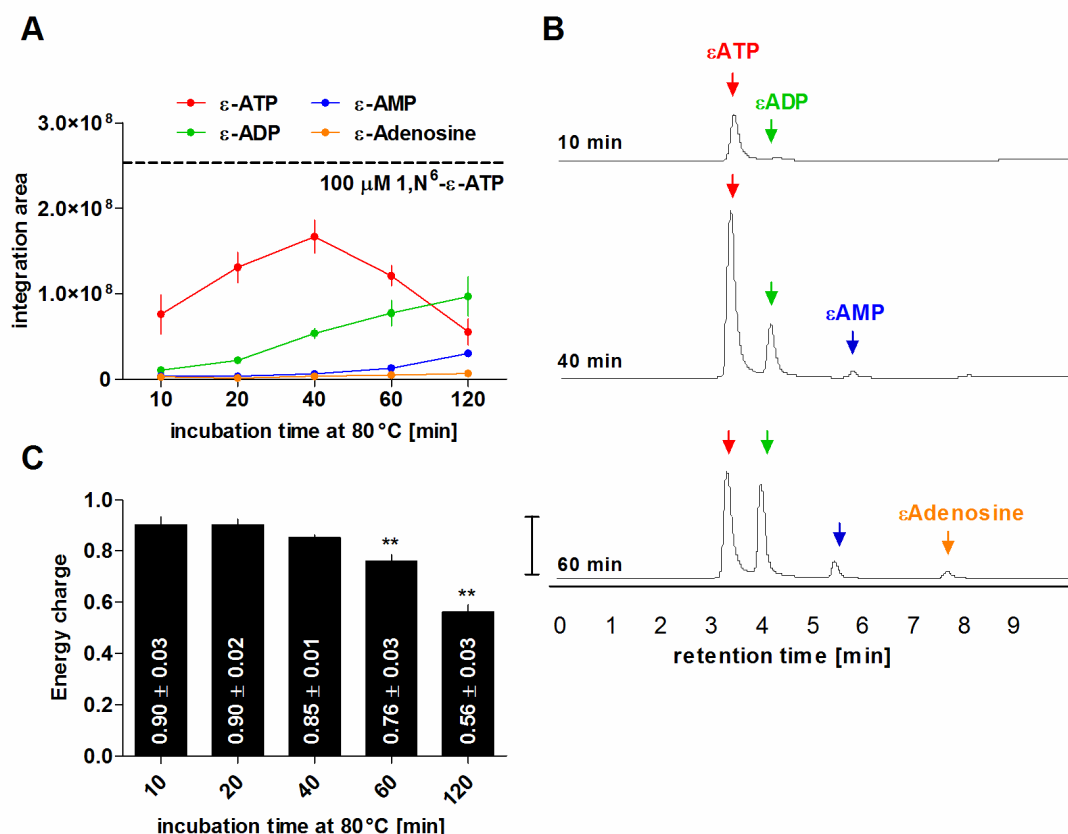 A
ε-ATP
ε-AMP
ε-ADP
ε-Adenosine
3.0×10⁸
2.0×10⁸
1.0×10⁸
0
100 µM 1,N⁶-ε-ATP
integration area
10 20 40 60 120
incubation time at 80°C [min]
B
εATP
εADP
10 min
εAMP
40 min
εAdenosine
60 min
0 1 2 3 4 5 6 7 8 9
retention time [min]
C
1.0
0.8
0.6
0.4
0.2
0.0
Energy charge
**
**
0.90 ± 0.03
0.90 ± 0.02
0.85 ± 0.01
0.76 ± 0.03
0.56 ± 0.03
10 20 40 60 120
incubation time at 80°C [min]